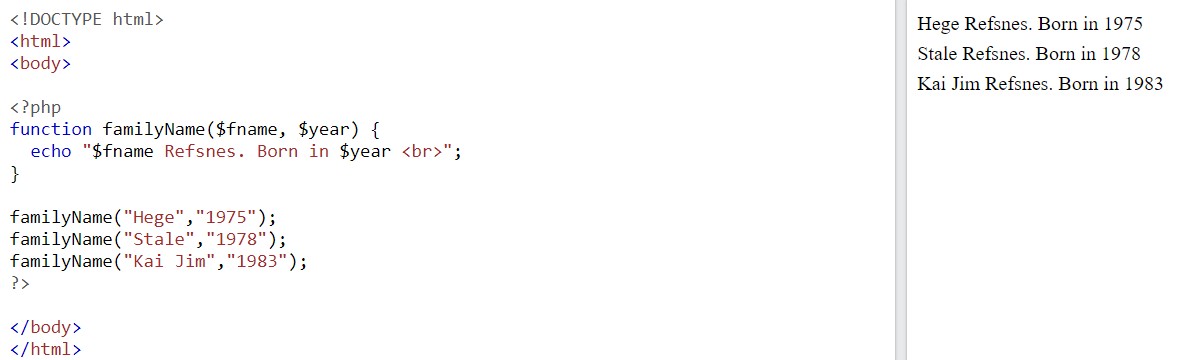 <!DOCTYPE html>
<html>
<body>
<?php
function familyName($fname, $year) {
  echo "$fname Refsnes. Born in $year <br>";
}
familyName("Hege","1975");
familyName("Stale","1978");
familyName("Kai Jim","1983");
?>
</body>
</html>
Hege Refsnes. Born in 1975
Stale Refsnes. Born in 1978
Kai Jim Refsnes. Born in 1983